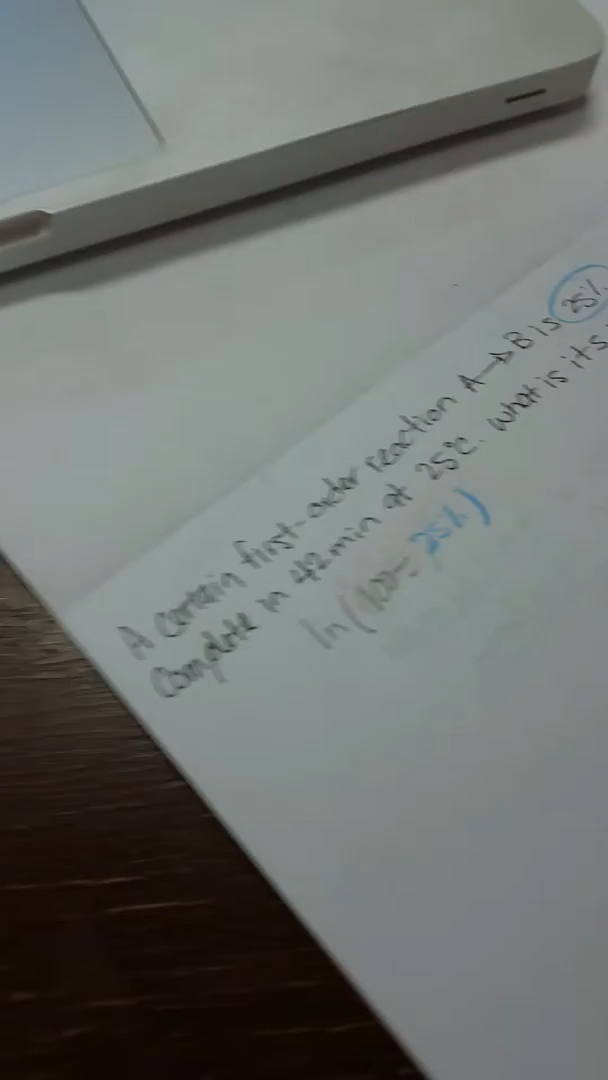 A certain first-order reaction A→B is 25%
complete in 42 min at 25°C. what is its
ln(100- 25%)